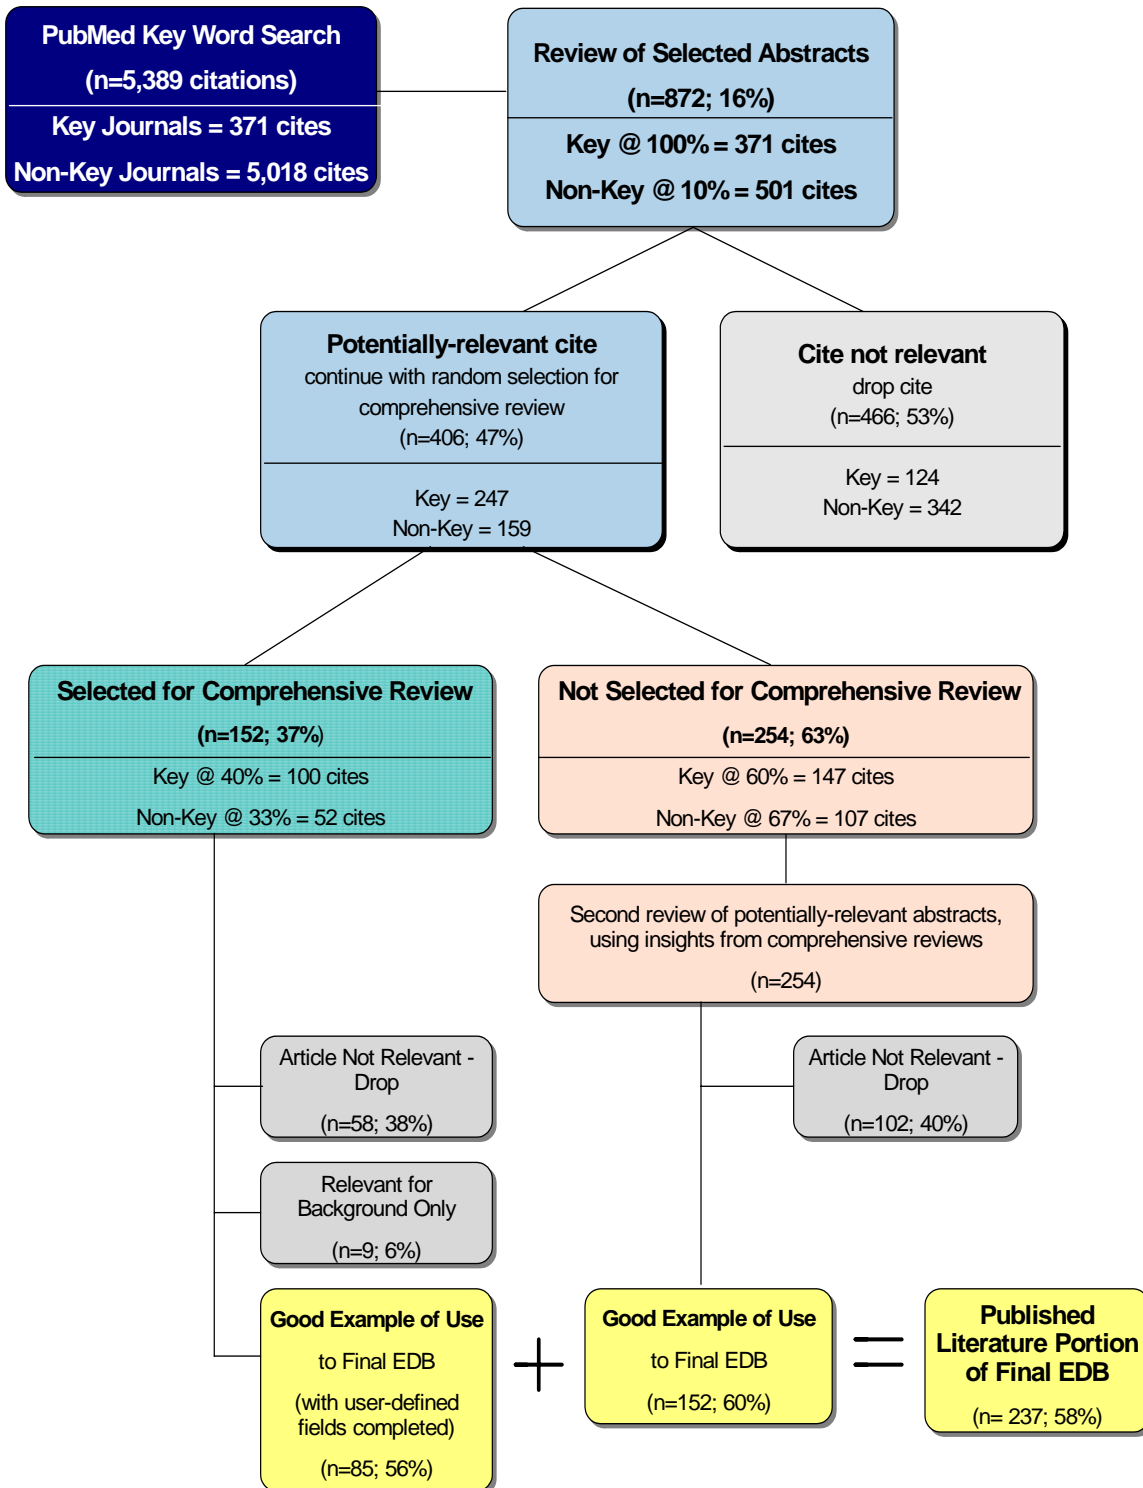 PubMed Key Word Search
(n=5,389 citations)
Key Journals = 371 cites
Non-Key Journals = 5,018 cites
Review of Selected Abstracts
(n=872; 16%)
Key @ 100% = 371 cites
Non-Key @ 10% = 501 cites
Potentially-relevant cite
continue with random selection for
comprehensive review
(n=406; 47%)
Key = 247
Non-Key = 159
Cite not relevant
drop cite
(n=466; 53%)
Key = 124
Non-Key = 342
Selected for Comprehensive Review
(n=152; 37%)
Key @ 40% = 100 cites
Non-Key @ 33% = 52 cites
Not Selected for Comprehensive Review
(n=254; 63%)
Key @ 60% = 147 cites
Non-Key @ 67% = 107 cites
Second review of potentially-relevant abstracts,
using insights from comprehensive reviews
(n=254)
Article Not Relevant -
Drop
(n=58; 38%)
Article Not Relevant -
Drop
(n=102; 40%)
Relevant for
Background Only
(n=9; 6%)
Good Example of Use
to Final EDB
(with user-defined
fields completed)
(n=85; 56%)
+
Good Example of Use
to Final EDB
(n=152; 60%)
=
Published
Literature Portion
of Final EDB
(n= 237; 58%)